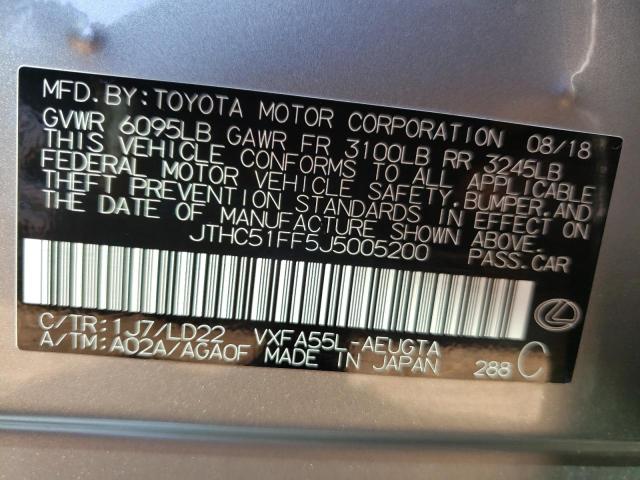 MFD.BY:TOYOTA MOTOR CORPORATION 08/18
GVWR 6095LB GAWR FR 3100LB RR 3245LB
THIS VEHICLE CONFORMS TO ALL APPLICABLE
FEDERAL MOTOR VEHICLE SAFETY,BUMPER,AND
THEFT PREVENTION STANDARDS IN EFFECT ON
THE DATE OF MANUFACTURE SHOWN ABOVE.
JTHC51FF5J5005200 PASS.CAR
C/TR:1J7/LD22 VXFA55L-AEUGTA
A/TM:A02A/AGA0F MADE IN JAPAN 288 C